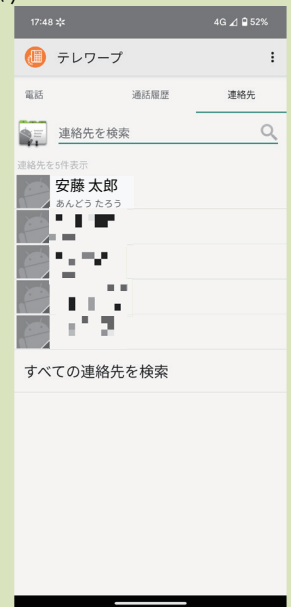 17:48 4G 52%
テレワープ
電話 通話履歴 連絡先
連絡先を検索
連絡先を5件表示
安藤 太郎
あんどう たろう
すべての連絡先を検索